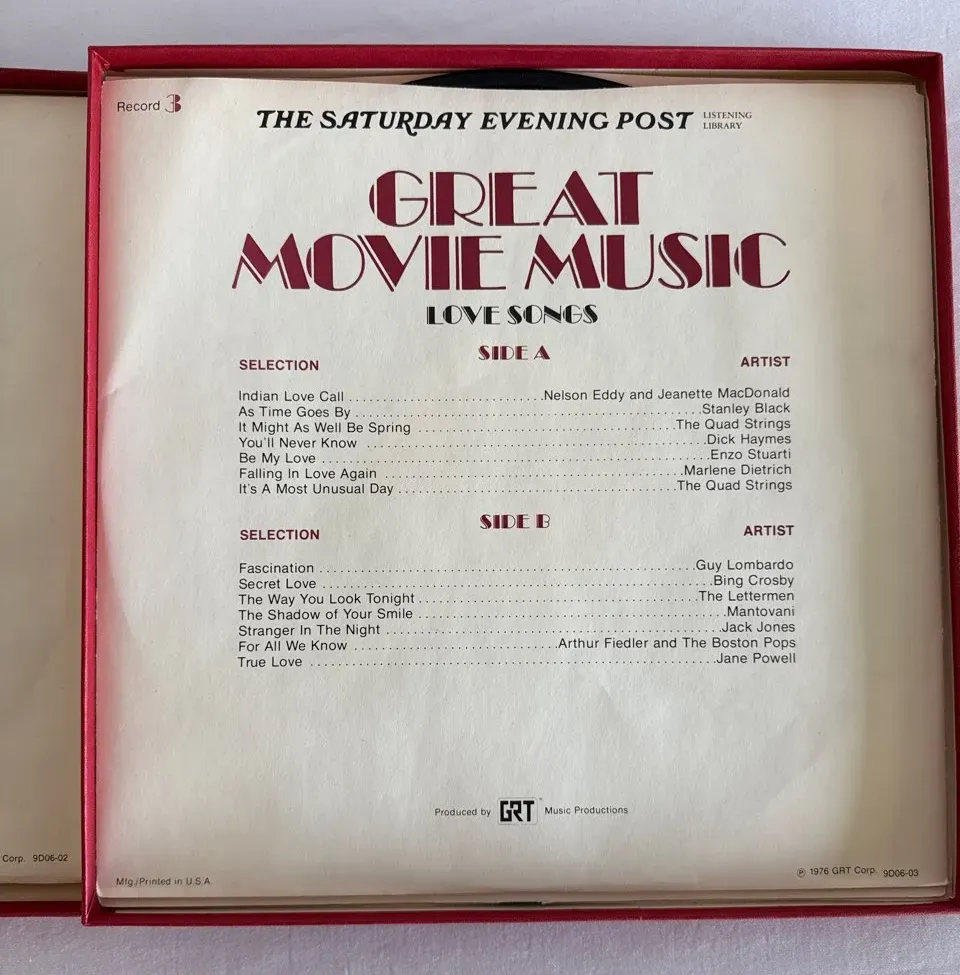 Record 3
THE SATURDAY EVENING POST LISTENING LIBRARY
GREAT
MOVIE MUSIC
LOVE SONGS
SIDE A
SELECTION ARTIST
Indian Love Call . . . . . . . . . . . . . . . . . . . . . . . . . Nelson Eddy and Jeanette MacDonald
As Time Goes By . . . . . . . . . . . . . . . . . . . . . . . . . Stanley Black
It Might As Well Be Spring . . . . . . . . . . . . . . . . . . . . . . . . . The Quad Strings
You'll Never Know . . . . . . . . . . . . . . . . . . . . . . . . . Dick Haymes
Be My Love . . . . . . . . . . . . . . . . . . . . . . . . . Enzo Stuarti
Falling In Love Again . . . . . . . . . . . . . . . . . . . . . . . . . Marlene Dietrich
It's A Most Unusual Day . . . . . . . . . . . . . . . . . . . . . . . . . The Quad Strings
SIDE B
SELECTION ARTIST
Fascination . . . . . . . . . . . . . . . . . . . . . . . . . Guy Lombardo
Secret Love . . . . . . . . . . . . . . . . . . . . . . . . . Bing Crosby
The Way You Look Tonight . . . . . . . . . . . . . . . . . . . . . . . . . The Lettermen
The Shadow of Your Smile . . . . . . . . . . . . . . . . . . . . . . . . . Mantovani
Stranger In The Night . . . . . . . . . . . . . . . . . . . . . . . . . Jack Jones
For All We Know . . . . . . . . . . . . . . . . . . . . . . . . . Arthur Fiedler and The Boston Pops
True Love . . . . . . . . . . . . . . . . . . . . . . . . . Jane Powell
Produced by GRT™ Music Productions
Corp. 9D06-02
Mfg./Printed in U.S.A. ℗ 1976 GRT Corp. 9D06-03